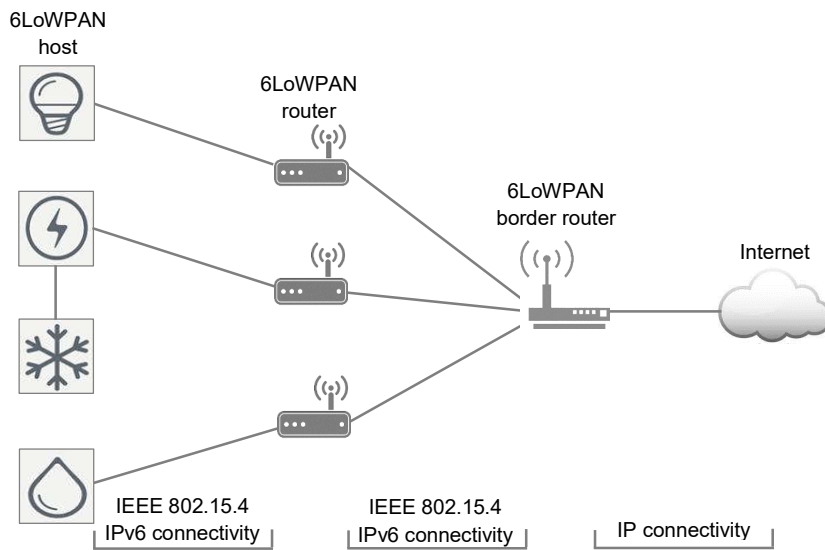 6LoWPAN
host
6LoWPAN
router
6LoWPAN
border router
Internet
IEEE 802.15.4
IPv6 connectivity
IEEE 802.15.4
IPv6 connectivity
IP connectivity